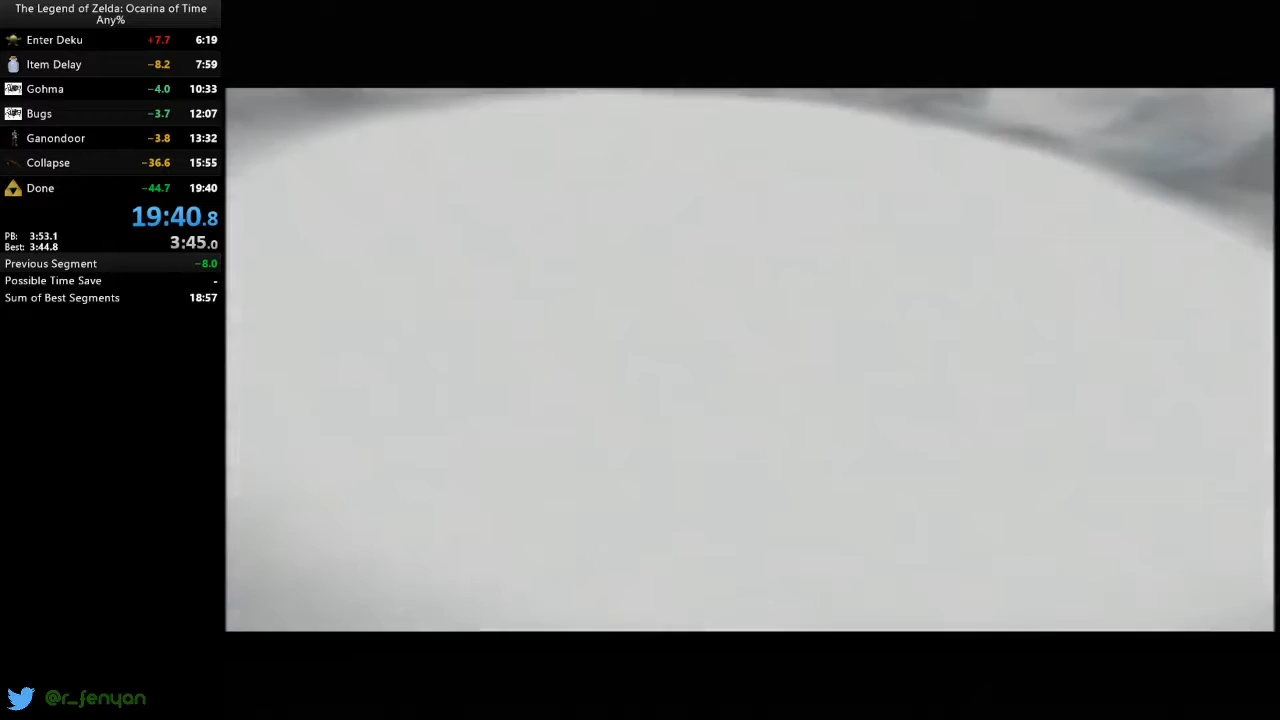 The Legend of Zelda: Ocarina of Time
Any%
Enter Deku +7.7 6:19
Item Delay −8.2 7:59
Gohma −4.0 10:33
Bugs −3.7 12:07
Ganondoor −3.8 13:32
Collapse −36.6 15:55
Done −44.7 19:40
19:40.8
PB: 3:53.1
Best: 3:44.8
3:45.0
Previous Segment −8.0
Possible Time Save -
Sum of Best Segments 18:57
@r_fenyan